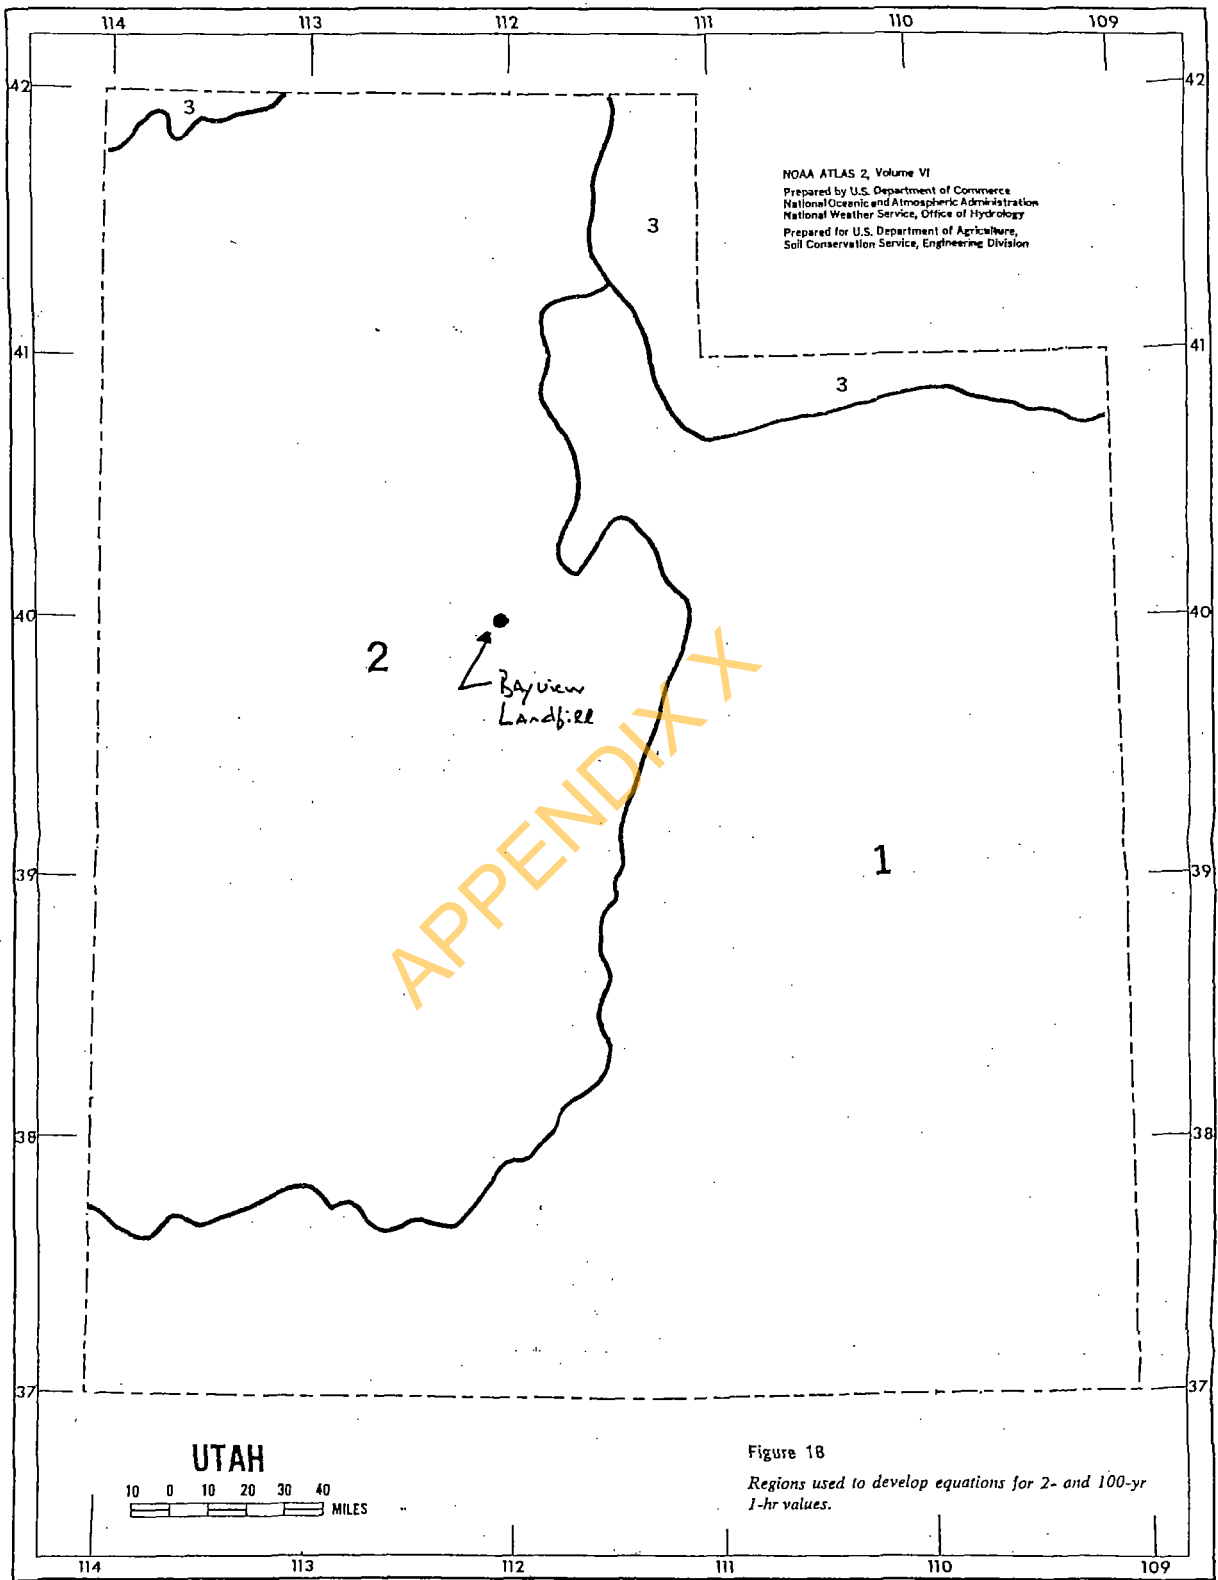 114 113 112 111 110 109
42 42
3
NOAA ATLAS 2, Volume VI
Prepared by U.S. Department of Commerce
National Oceanic and Atmospheric Administration
National Weather Service, Office of Hydrology
Prepared for U.S. Department of Agriculture,
Soil Conservation Service, Engineering Division
3
41 41
3
40 40
2
Bayview
Landfill
APPENDIX X
1
39 39
38 38
37 37
UTAH
10 0 10 20 30 40
MILES
Figure 18
Regions used to develop equations for 2- and 100-yr
1-hr values.
114 113 112 111 110 109